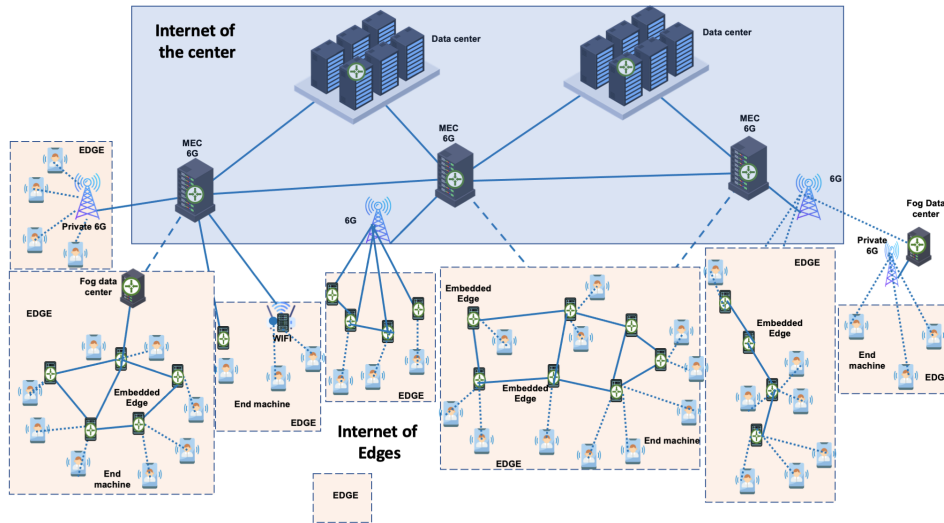 Internet of
the center
Data center
Data center
MEC
6G
MEC
6G
MEC
6G
EDGE
Private 6G
6G
6G
Fog Data
center
Private
6G
Fog data
center
EDGE
Embedded
Edge
End
machine
WIFI
End machine
EDGE
EDGE
Embedded
Edge
Embedded
Edge
End machine
EDGE
EDGE
Embedded
Edge
End
machine
EDG
Internet of
Edges
EDGE